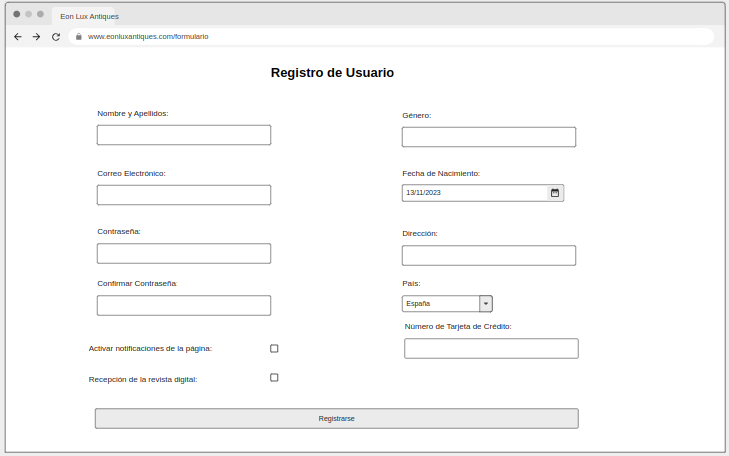 Eon Lux Antiques
www.eonluxantiques.com/formulario
Registro de Usuario
Nombre y Apellidos:
Género:
Correo Electrónico:
Fecha de Nacimiento:
13/11/2023
Contraseña:
Dirección:
Confirmar Contraseña:
País:
España
Número de Tarjeta de Crédito:
Activar notificaciones de la página:
Recepción de la revista digital:
Registrarse